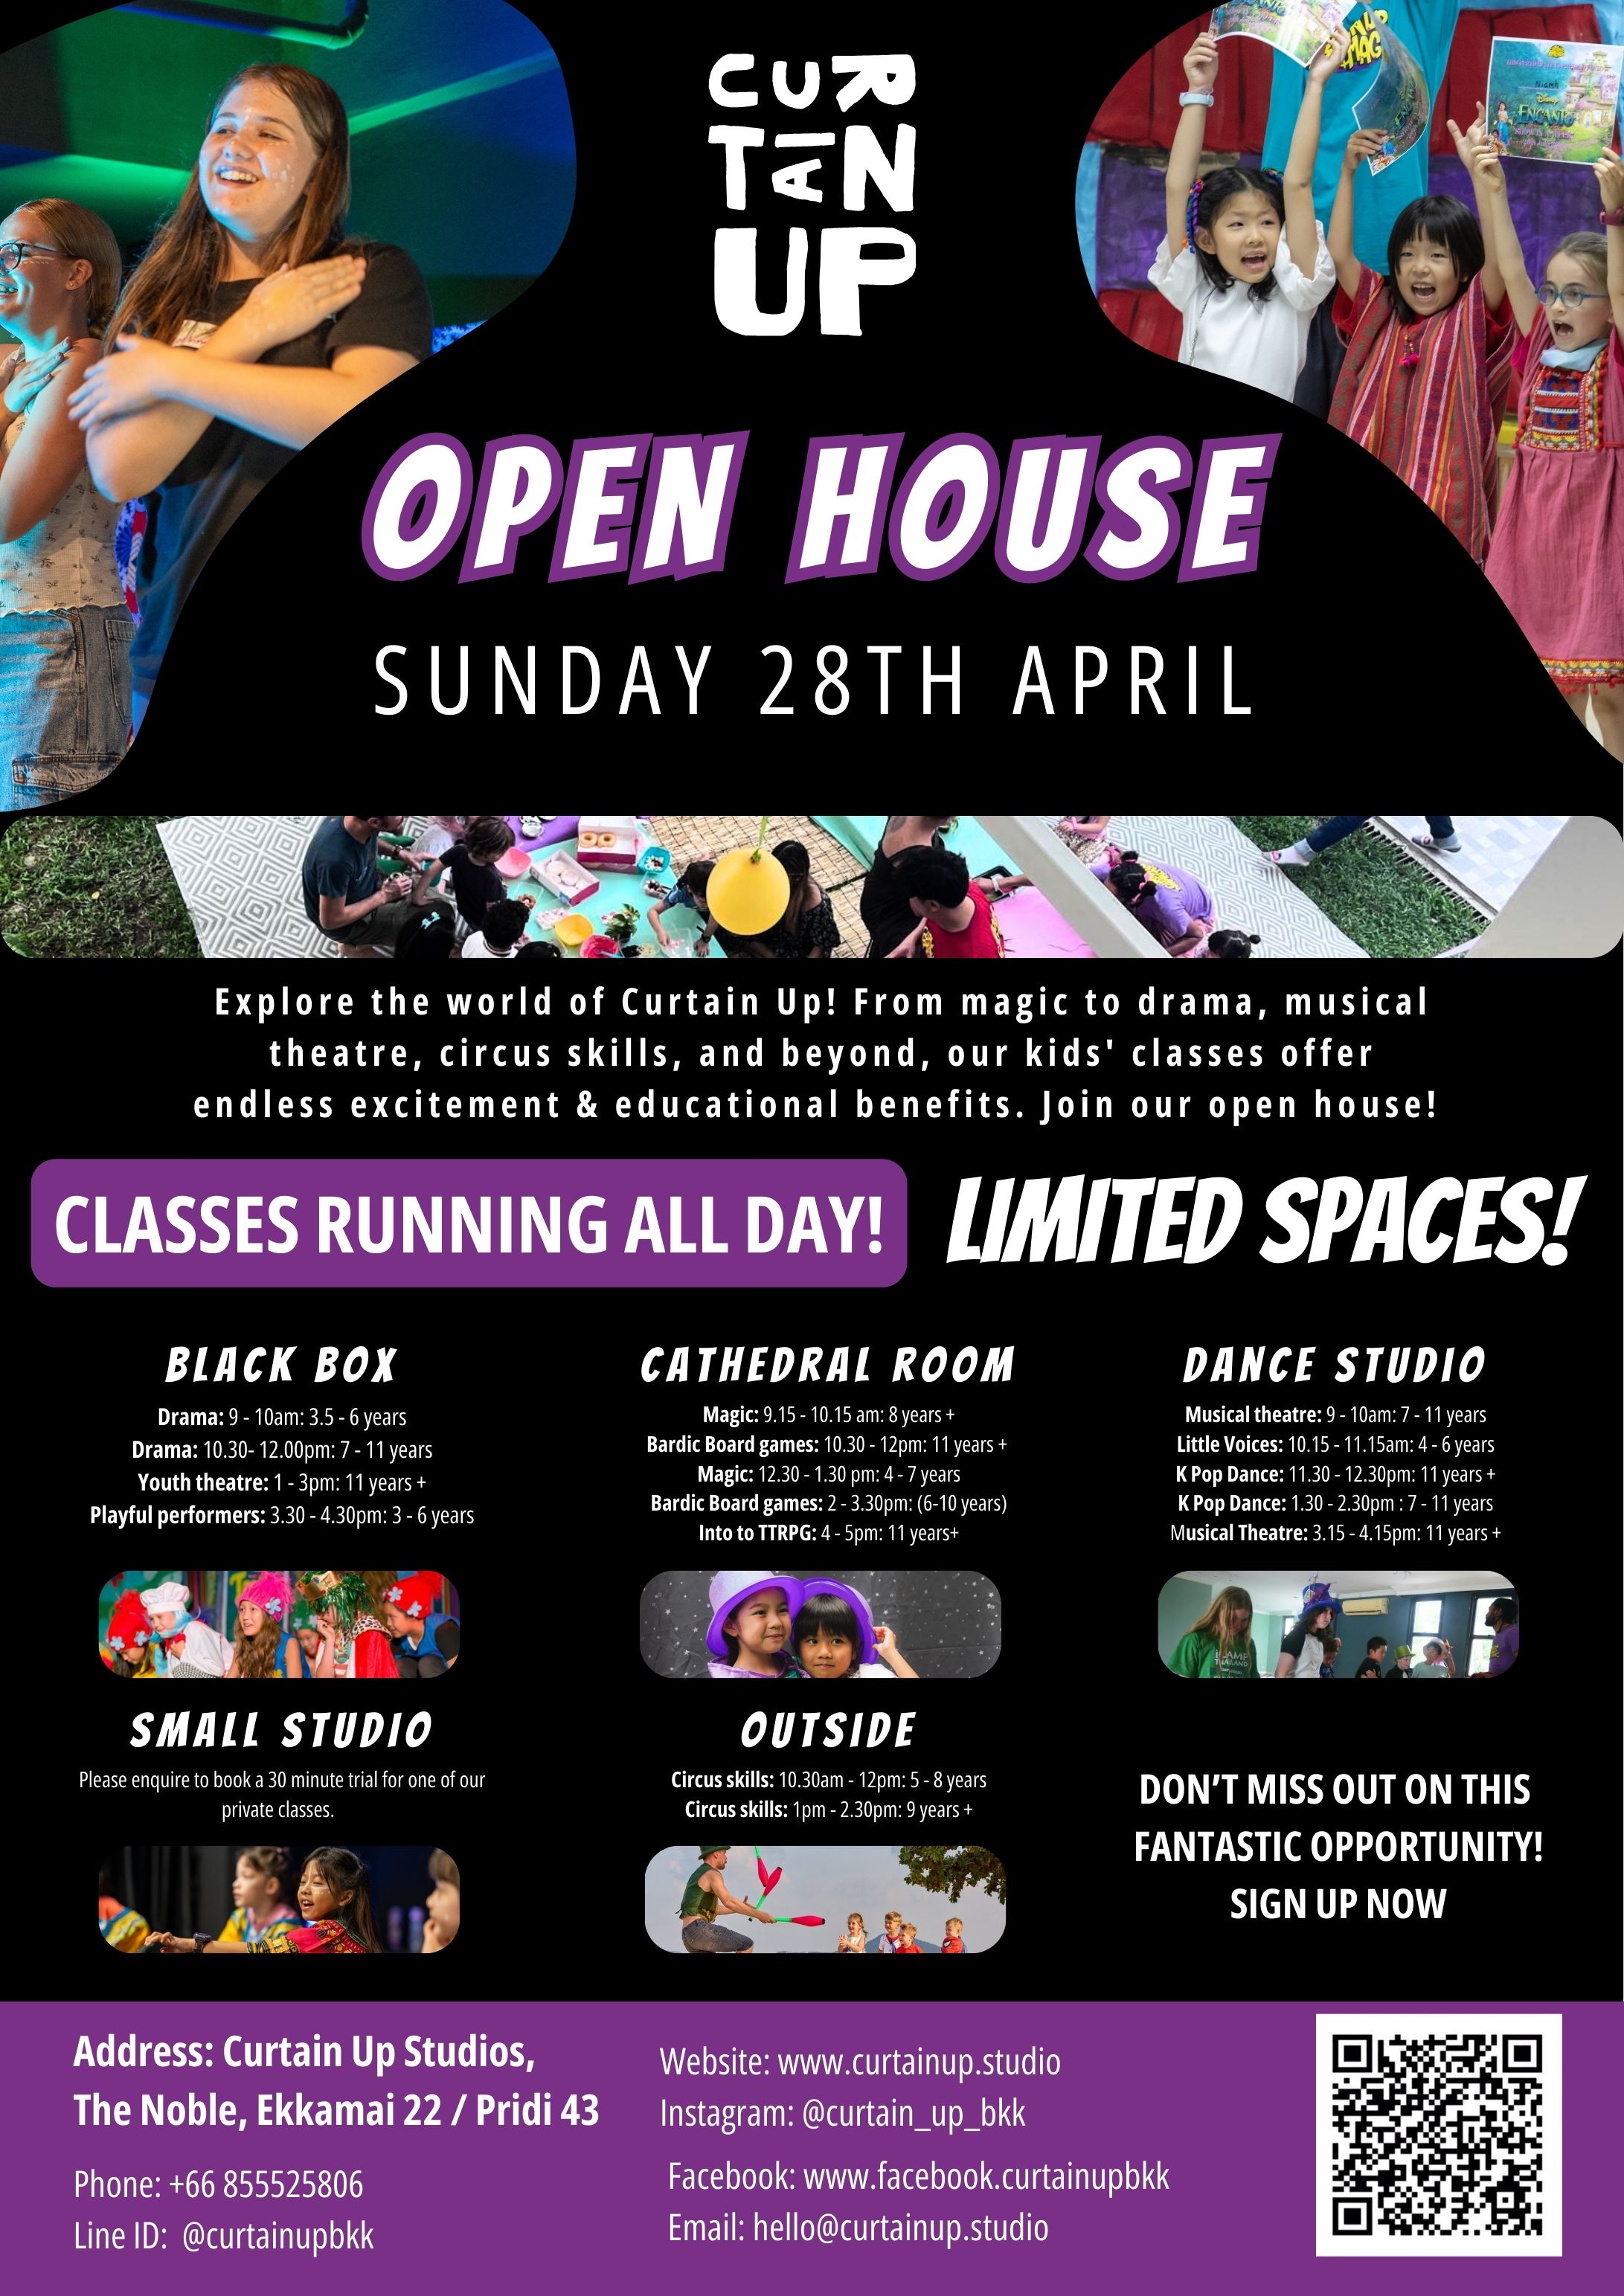 CUR
TAIN
UP
Niamh
Disney
ENCANTO
OPEN HOUSE
SUNDAY 28TH APRIL
Explore the world of Curtain Up! From magic to drama, musical
theatre, circus skills, and beyond, our kids' classes offer
endless excitement & educational benefits. Join our open house!
CLASSES RUNNING ALL DAY!
LIMITED SPACES!
BLACK BOX
Drama: 9 - 10am: 3.5 - 6 years
Drama: 10.30- 12.00pm: 7 - 11 years
Youth theatre: 1 - 3pm: 11 years +
Playful performers: 3.30 - 4.30pm: 3 - 6 years
CATHEDRAL ROOM
Magic: 9.15 - 10.15 am: 8 years +
Bardic Board games: 10.30 - 12pm: 11 years +
Magic: 12.30 - 1.30 pm: 4 - 7 years
Bardic Board games: 2 - 3.30pm: (6-10 years)
Into to TTRPG: 4 - 5pm: 11 years+
DANCE STUDIO
Musical theatre: 9 - 10am: 7 - 11 years
Little Voices: 10.15 - 11.15am: 4 - 6 years
K Pop Dance: 11.30 - 12.30pm: 11 years +
K Pop Dance: 1.30 - 2.30pm : 7 - 11 years
Musical Theatre: 3.15 - 4.15pm: 11 years +
SMALL STUDIO
Please enquire to book a 30 minute trial for one of our
private classes.
OUTSIDE
Circus skills: 10.30am - 12pm: 5 - 8 years
Circus skills: 1pm - 2.30pm: 9 years +
DON'T MISS OUT ON THIS
FANTASTIC OPPORTUNITY!
SIGN UP NOW
Address: Curtain Up Studios,
The Noble, Ekkamai 22 / Pridi 43
Phone: +66 855525806
Line ID: @curtainupbkk
Website: www.curtainup.studio
Instagram: @curtain_up_bkk
Facebook: www.facebook.curtainupbkk
Email: hello@curtainup.studio